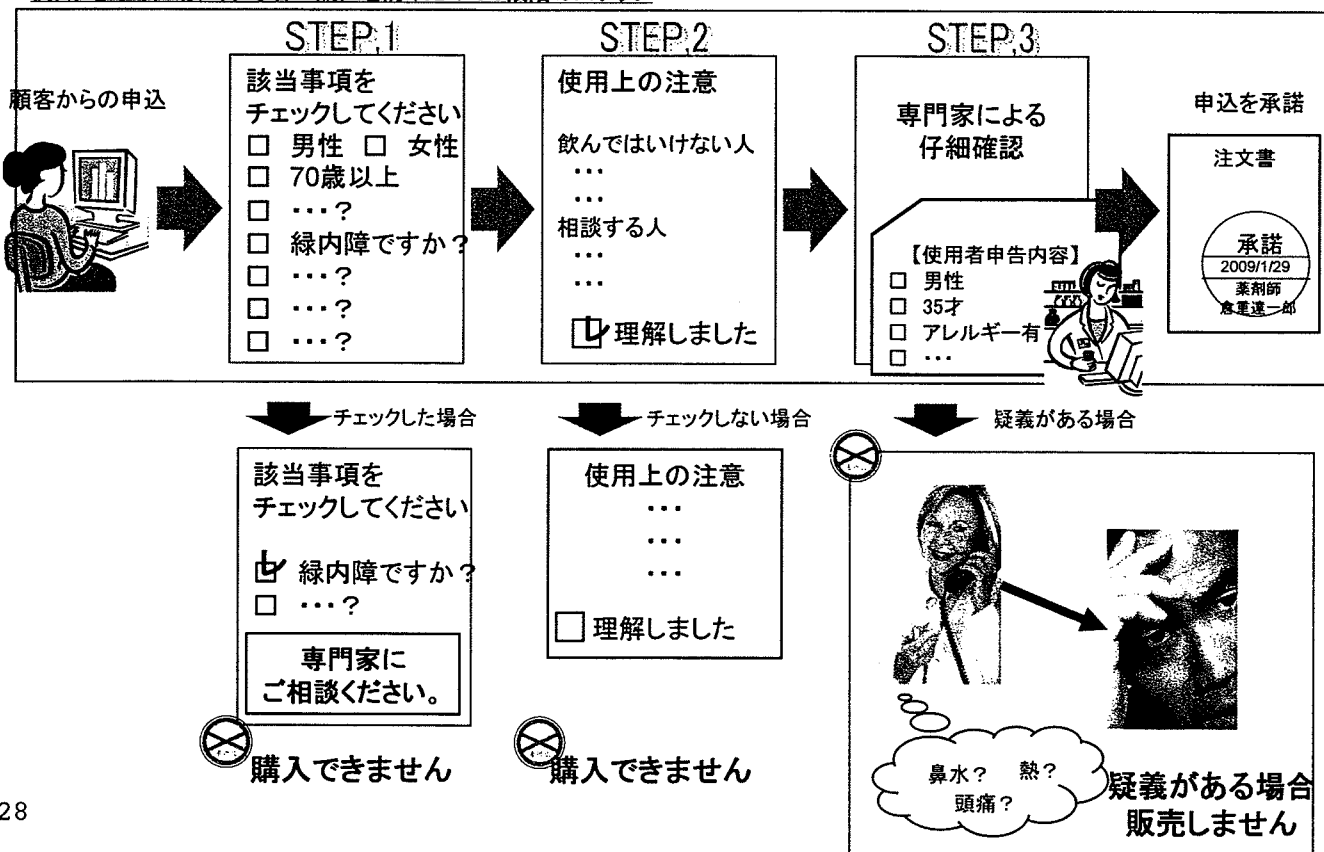 STEP,1
STEP,2
STEP,3
顧客からの申込
該当事項を
チェックしてください
□ 男性 □ 女性
□ 70歳以上
□ ・・・?
□ 緑内障ですか?
□ ・・・?
□ ・・・?
□ ・・・?
使用上の注意
飲んではいけない人
・・・
・・・
相談する人
・・・
・・・
理解しました
専門家による
仔細確認
【使用者申告内容】
□ 男性
□ 35才
□ アレルギー有
□ ・・・
申込を承諾
注文書
承諾
2009/1/29
薬剤師
倉重達一郎
チェックした場合
該当事項を
チェックしてください
緑内障ですか?
□ ・・・?
専門家に
ご相談ください。
購入できません
チェックしない場合
使用上の注意
・・・
・・・
・・・
□ 理解しました
購入できません
疑義がある場合
鼻水? 熱?
頭痛?
疑義がある場合
販売しません
28